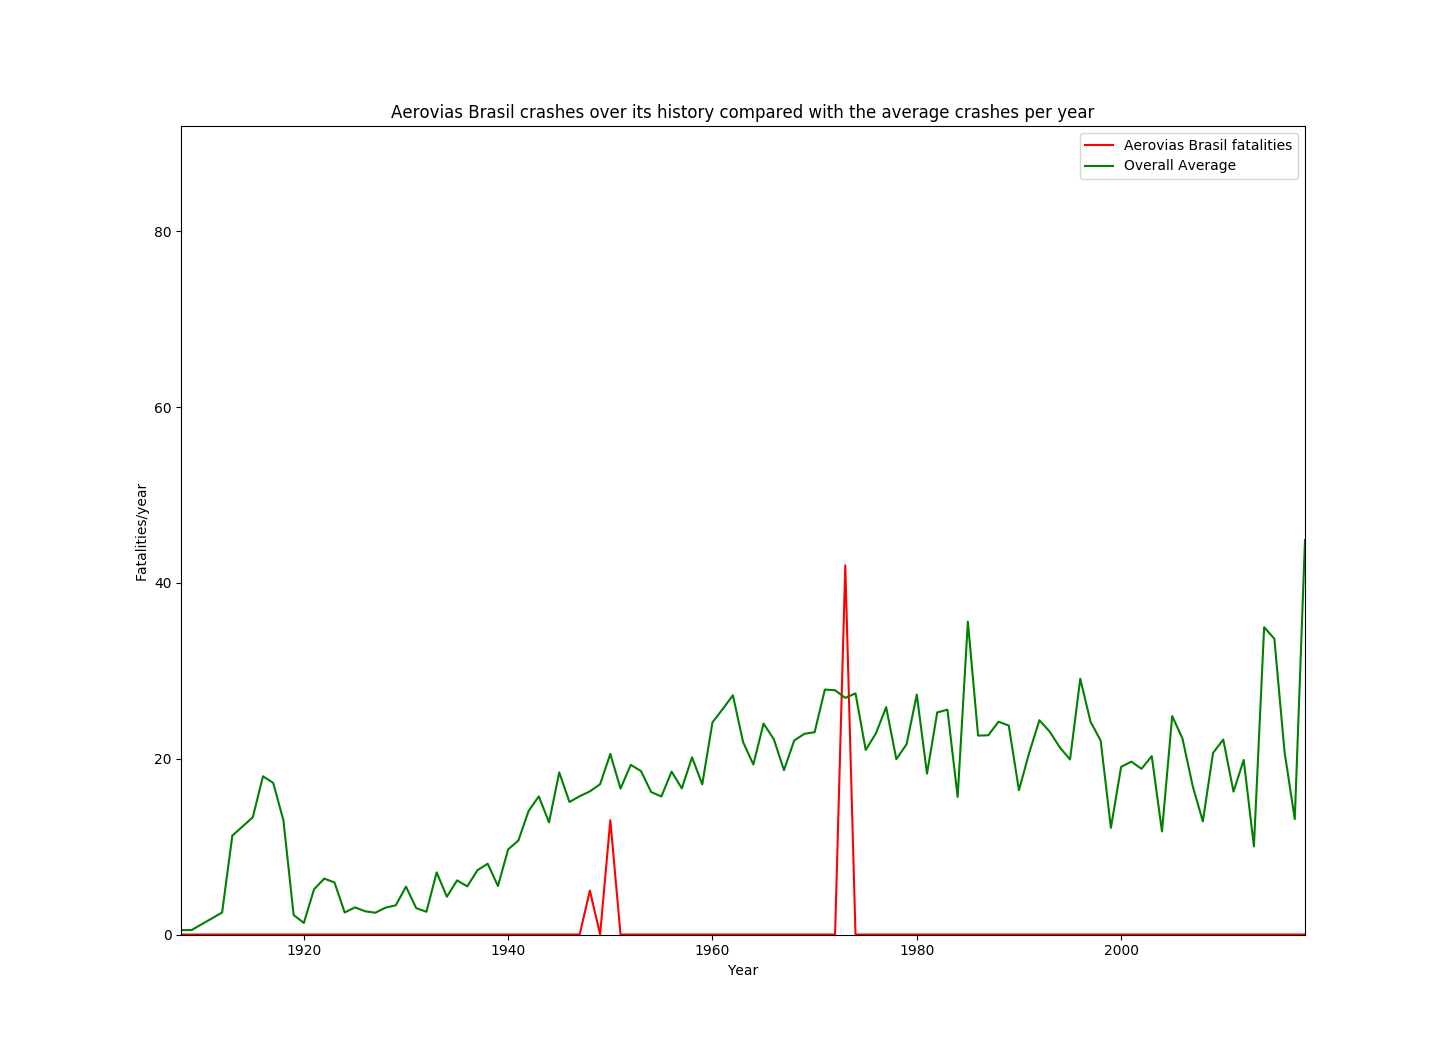 Aerovias Brasil crashes over its history compared with the average crashes per year
Aerovias Brasil fatalities
Overall Average
80
60
40
20
0
Fatalities/year
1920 1940 1960 1980 2000
Year